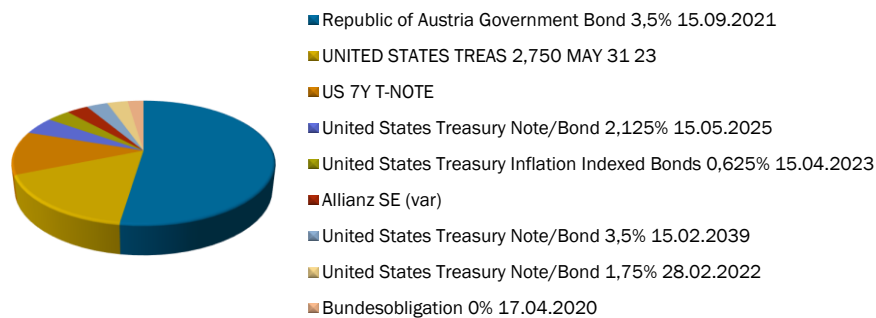 Republic of Austria Government Bond 3,5% 15.09.2021
UNITED STATES TREAS 2,750 MAY 31 23
US 7Y T-NOTE
United States Treasury Note/Bond 2,125% 15.05.2025
United States Treasury Inflation Indexed Bonds 0,625% 15.04.2023
Allianz SE (var)
United States Treasury Note/Bond 3,5% 15.02.2039
United States Treasury Note/Bond 1,75% 28.02.2022
Bundesobligation 0% 17.04.2020